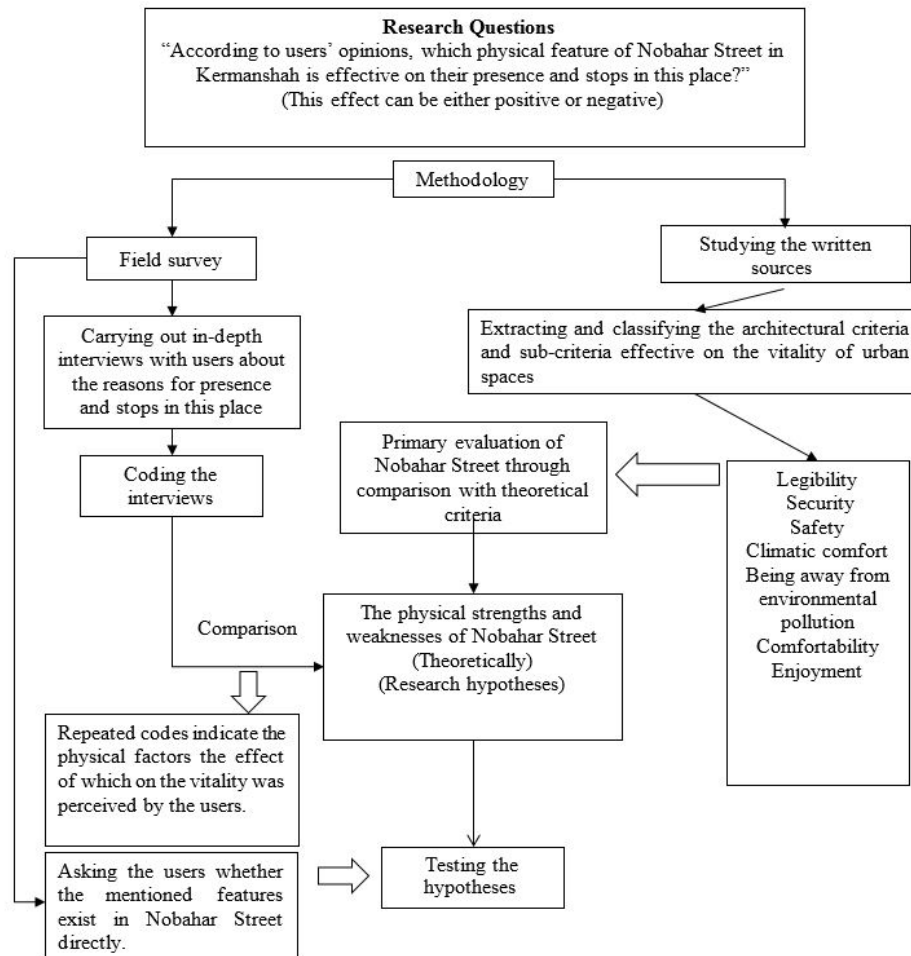 Research Questions
“According to users’ opinions, which physical feature of Nobahar Street in
Kermanshah is effective on their presence and stops in this place?”
(This effect can be either positive or negative)
Methodology
Field survey
Studying the written
sources
Carrying out in-depth
interviews with users about
the reasons for presence
and stops in this place
Extracting and classifying the architectural criteria
and sub-criteria effective on the vitality of urban
spaces
Coding the
interviews
Primary evaluation of
Nobahar Street through
comparison with theoretical
criteria
Legibility
Security
Safety
Climatic comfort
Being away from
environmental
pollution
Comfortability
Enjoyment
Comparison
The physical strengths and
weaknesses of Nobahar Street
(Theoretically)
(Research hypotheses)
Repeated codes indicate the
physical factors the effect
of which on the vitality was
perceived by the users.
Asking the users whether
the mentioned features
exist in Nobahar Street
directly.
Testing the
hypotheses